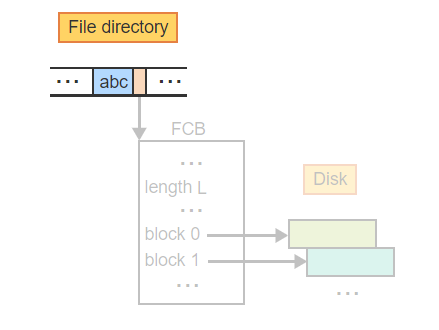 File directory
... abc ...
FCB
...
length L
Disk
...
block 0
block 1
...
...